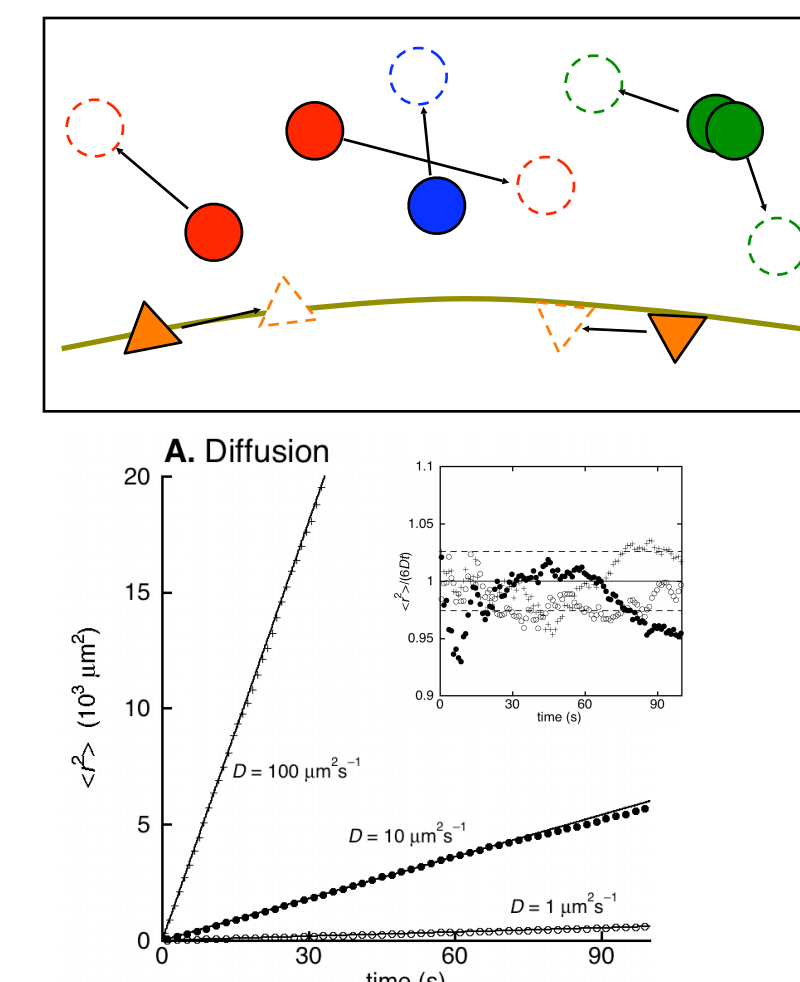 A. Diffusion
20
15
10
5
0
<r²> (10³ μm²)
D = 100 μm²s⁻¹
D = 10 μm²s⁻¹
D = 1 μm²s⁻¹
0 30 60 90
time (s)
1.1
1.05
1
0.95
0.9
<r²>/(6Dt)
0 30 60 90
time (s)